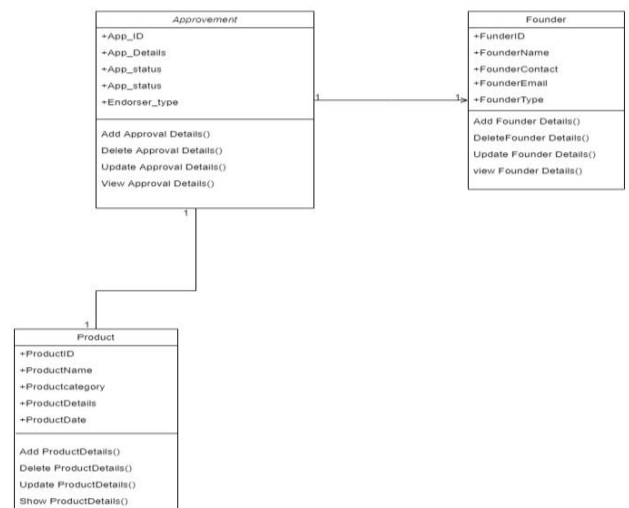 Approvement
+App_ID
+App_Details
+App_status
+App_status
+Endorser_type
Add Approval Details()
Delete Approval Details()
Update Approval Details()
View Approval Details()
1
1
Founder
+FunderID
+FounderName
+FounderContact
+FounderEmail
+FounderType
Add Founder Details()
DeleteFounder Details()
Update Founder Details()
view Founder Details()
1
1
Product
+ProductID
+ProductName
+Productcategory
+ProductDetails
+ProductDate
Add ProductDetails()
Delete ProductDetails()
Update ProductDetails()
Show ProductDetails()